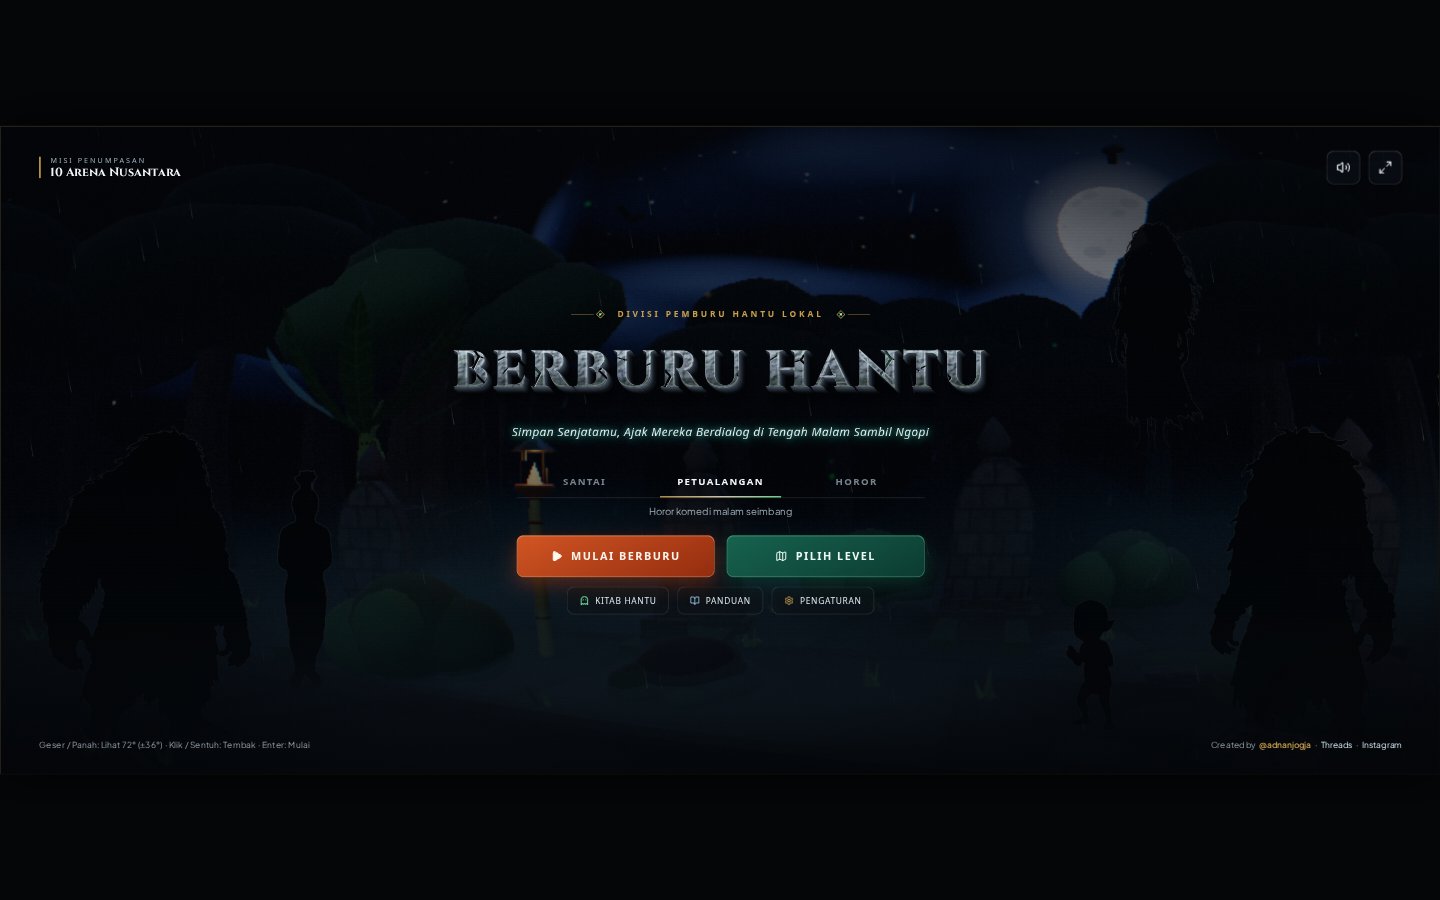 MISI PENUMPASAN
10 ARENA NUSANTARA
DIVISI PEMBURU HANTU LOKAL
BERBURU HANTU
Simpan Senjatamu, Ajak Mereka Berdialog di Tengah Malam Sambil Ngopi
SANTAI PETUALANGAN HOROR
Horor komedi malam seimbang
MULAI BERBURU PILIH LEVEL
KITAB HANTU PANDUAN PENGATURAN
Geser / Panah: Lihat 72° (±36°) · Klik / Sentuh: Tembak · Enter: Mulai
Created by @adnanjogja · Threads · Instagram